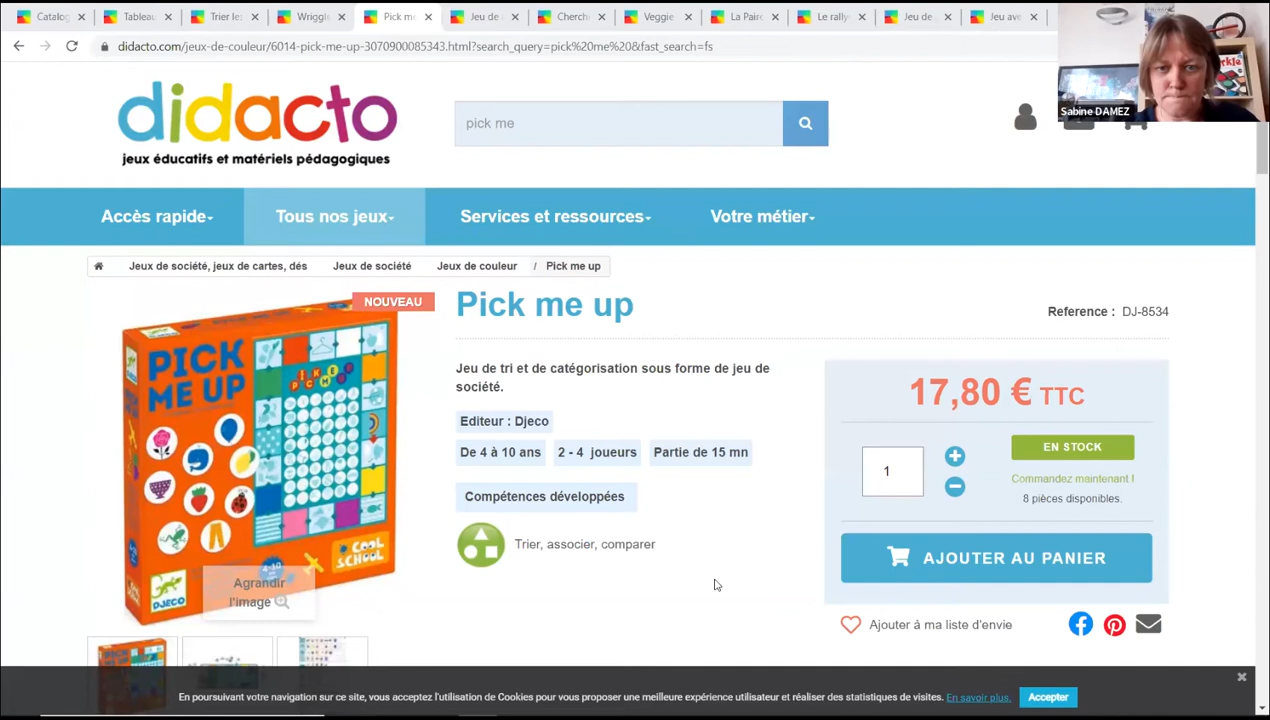 Catalog
Tableau
Trier le
Wriggle
Pick me
Jeu de
Cherch
Veggie
La Paire
Le rally
Jeu de
Jeu ave
didacto.com/jeux-de-couleur/6014-pick-me-up-3070900085343.html?search_query=pick%20me%20&fast_search=fs
Sabine DAMEZ
didacto
jeux éducatifs et matériels pédagogiques
pick me
Accès rapide
Tous nos jeux
Services et ressources
Votre métier
Jeux de société, jeux de cartes, dés
Jeux de société
Jeux de couleur
/ Pick me up
NOUVEAU
PICK
ME UP
PICK ME UP
4-10
COOL
SCHOOL
DJECO
Agrandir
l'image
Pick me up
Reference : DJ-8534
Jeu de tri et de catégorisation sous forme de jeu de
société.
Editeur : Djeco
De 4 à 10 ans
2 - 4 joueurs
Partie de 15 mn
Compétences développées
Trier, associer, comparer
17,80 € TTC
1
EN STOCK
Commandez maintenant !
8 pièces disponibles.
AJOUTER AU PANIER
Ajouter à ma liste d'envie
En poursuivant votre navigation sur ce site, vous acceptez l'utilisation de Cookies pour vous proposer une meilleure expérience utilisateur et réaliser des statistiques de visites. En savoir plus.
Accepter